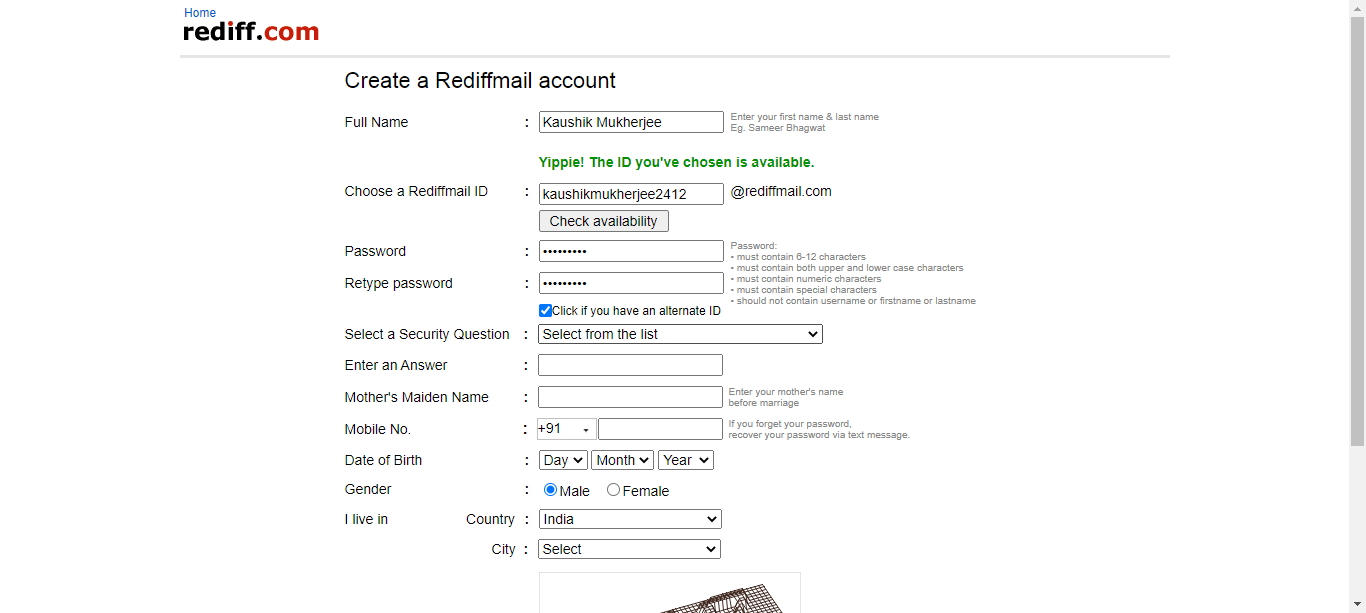 Home
rediff.com
Create a Rediffmail account
Full Name : Kaushik Mukherjee Enter your first name & last name
Eg. Sameer Bhagwat
Yippie! The ID you've chosen is available.
Choose a Rediffmail ID : kaushikmukherjee2412 @rediffmail.com
Check availability
Password : ••••••••• Password:
• must contain 6-12 characters
• must contain both upper and lower case characters
Retype password : ••••••••• • must contain numeric characters
• must contain special characters
• should not contain username or firstname or lastname
Click if you have an alternate ID
Select a Security Question : Select from the list
Enter an Answer :
Mother's Maiden Name : Enter your mother's name
before marriage
Mobile No. : +91 If you forget your password,
recover your password via text message.
Date of Birth : Day Month Year
Gender : Male Female
I live in Country : India
City : Select